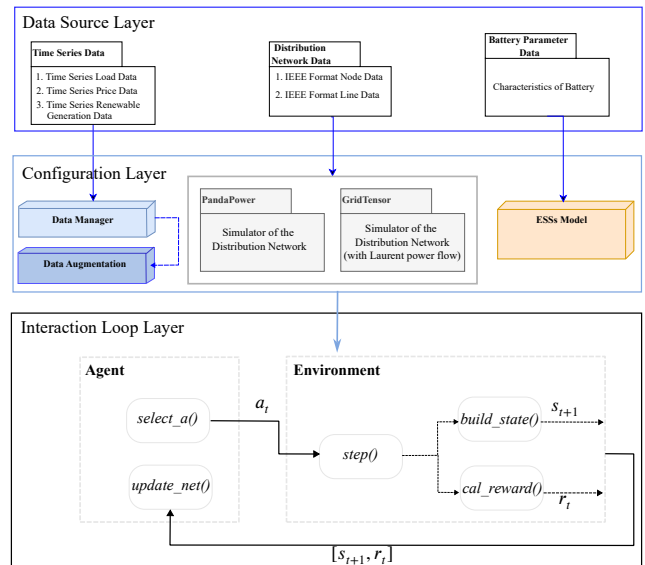 Data Source Layer
Time Series Data
1. Time Series Load Data
2. Time Series Price Data
3. Time Series Renewable
Generation Data
Distribution
Network Data
1. IEEE Format Node Data
2. IEEE Format Line Data
Battery Parameter
Data
Characteristics of Battery
Configuration Layer
Data Manager
Data Augmentation
PandaPower
Simulator of the
Distribution Network
GridTensor
Simulator of the
Distribution Network
(with Laurent power flow)
ESSs Model
Interaction Loop Layer
Agent
select_a()
update_net()
a_t
Environment
step()
build_state()
s_{t+1}
cal_reward()
r_t
[s_{t+1}, r_t]